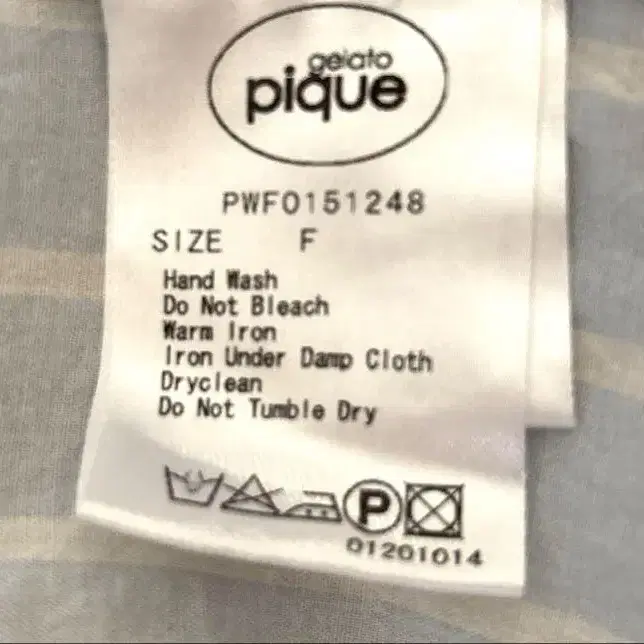 gelato
pique
PWFO151248
SIZE F
Hand Wash
Do Not Bleach
Warm Iron
Iron Under Damp Cloth
Dryclean
Do Not Tumble Dry
P
01201014